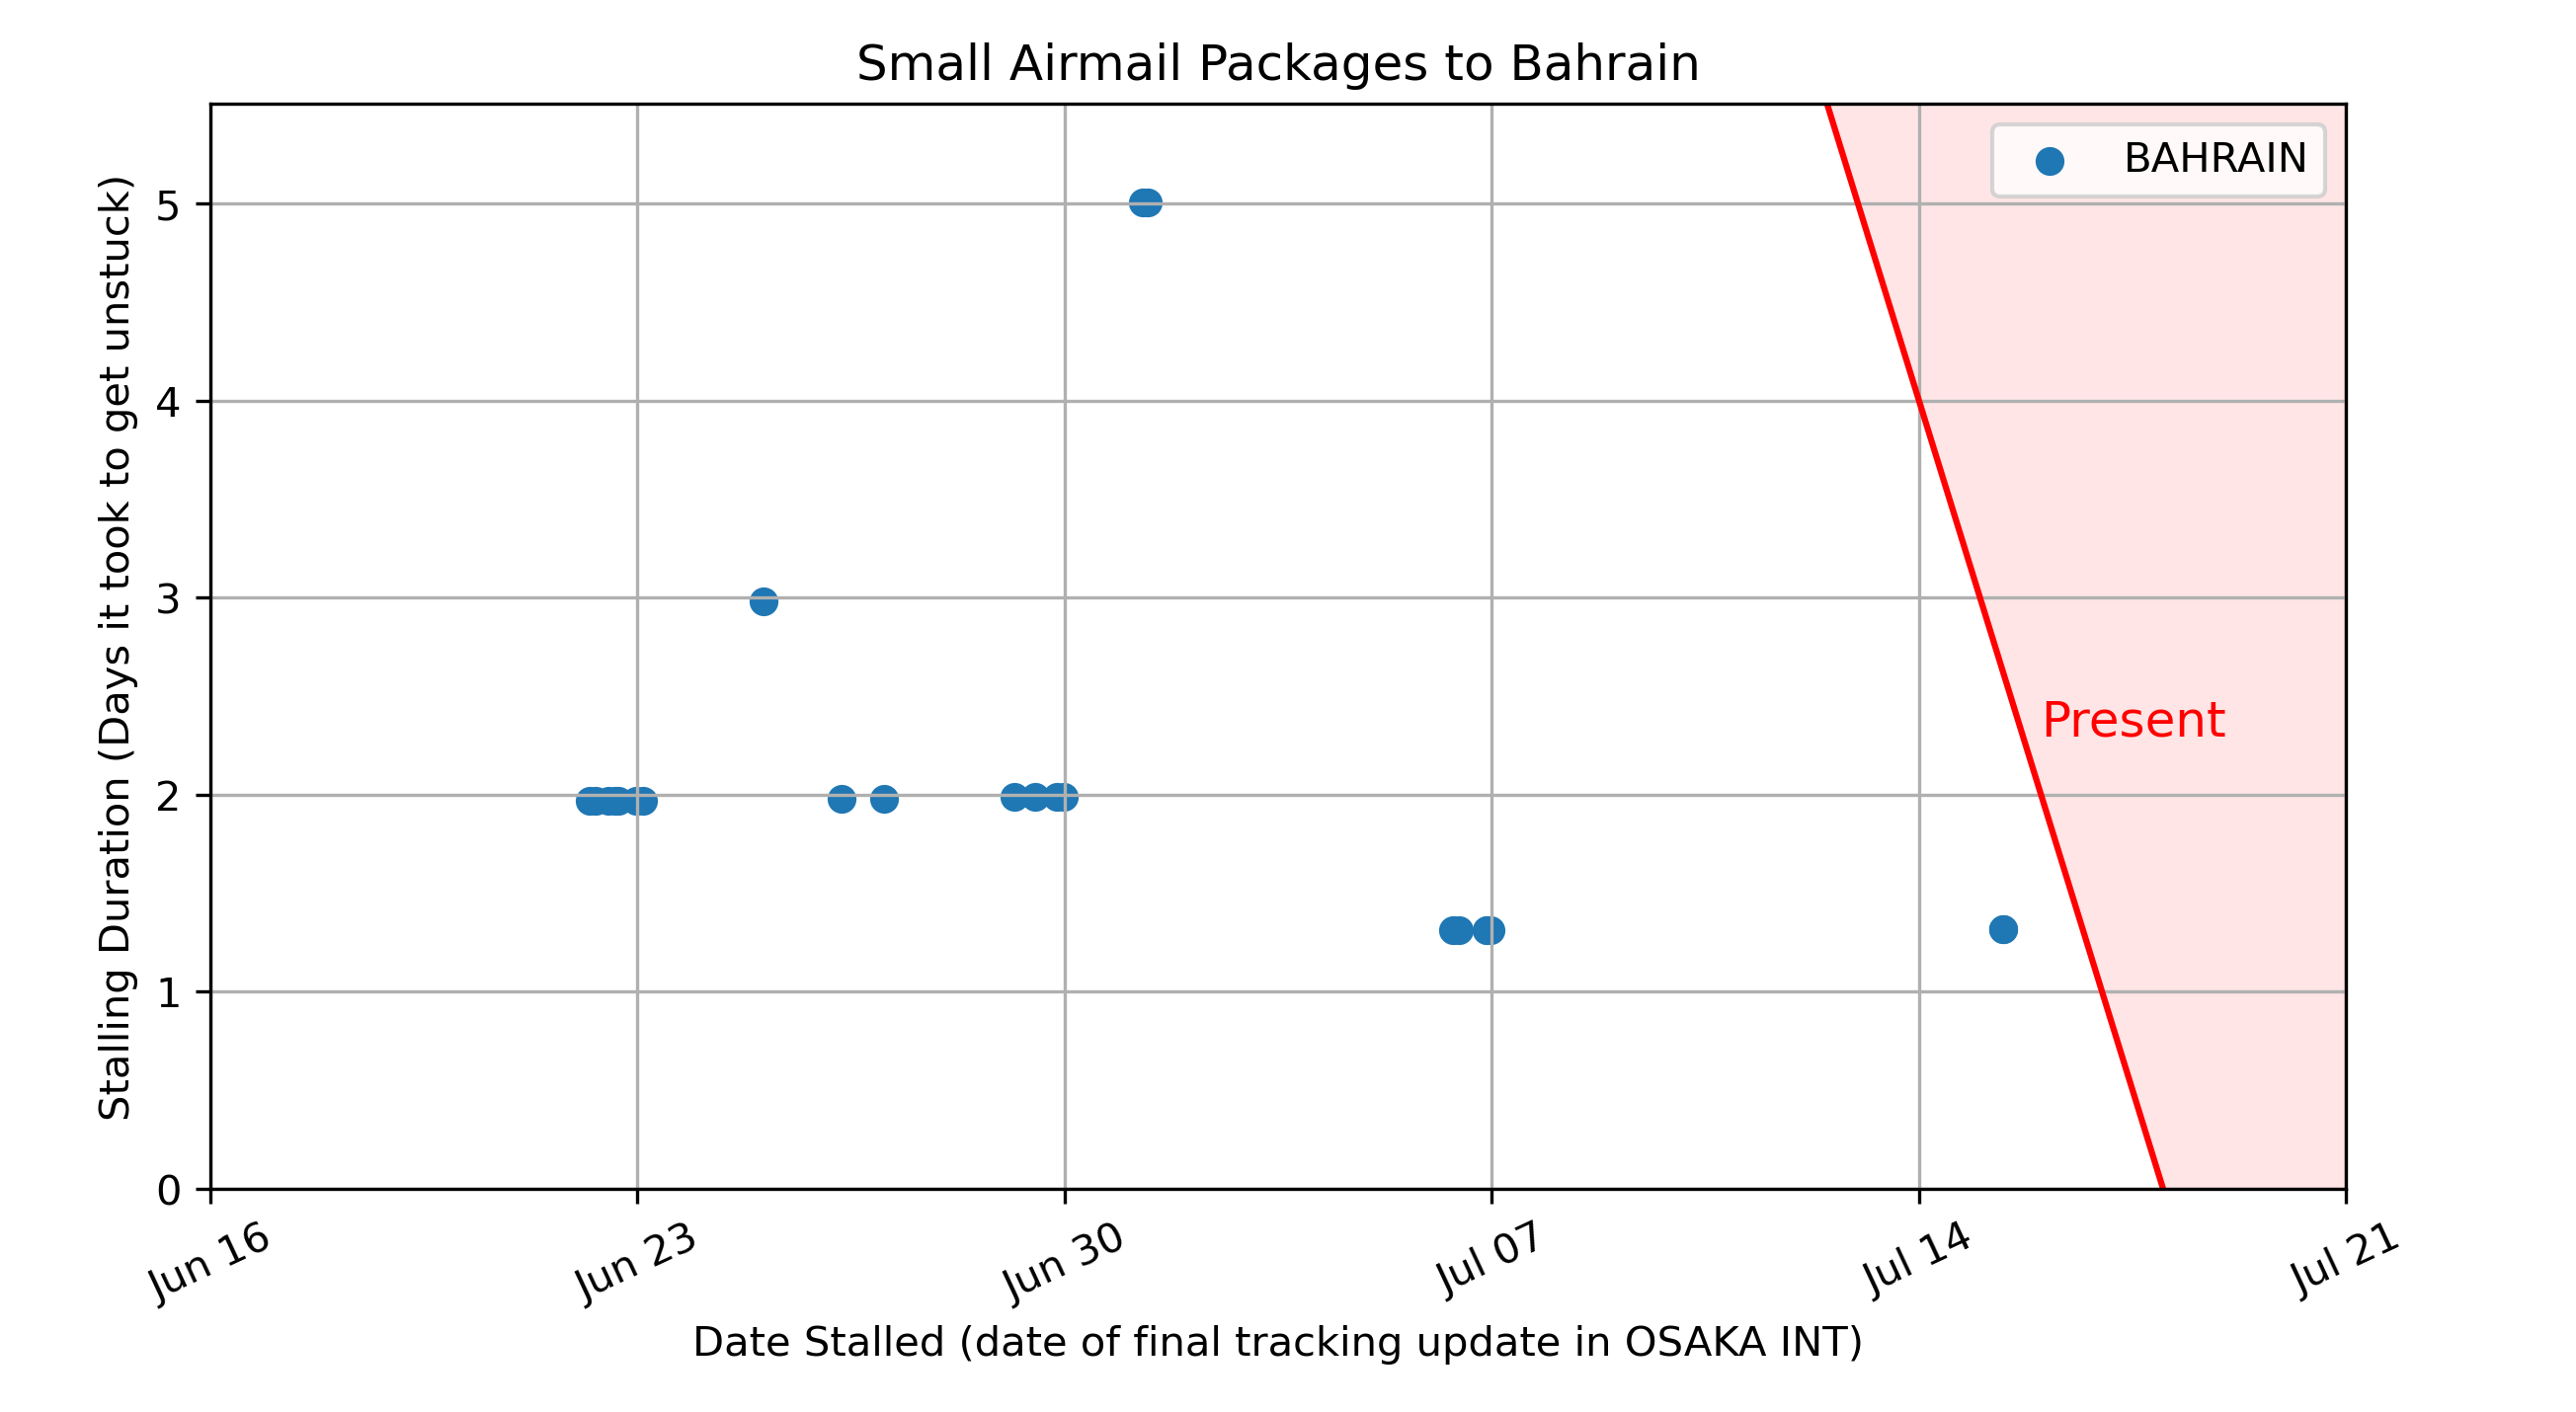 Small Airmail Packages to Bahrain
BAHRAIN
Stalling Duration (Days it took to get unstuck)
5
4
3
2
1
0
Present
Jun 16
Jun 23
Jun 30
Jul 07
Jul 14
Jul 21
Date Stalled (date of final tracking update in OSAKA INT)